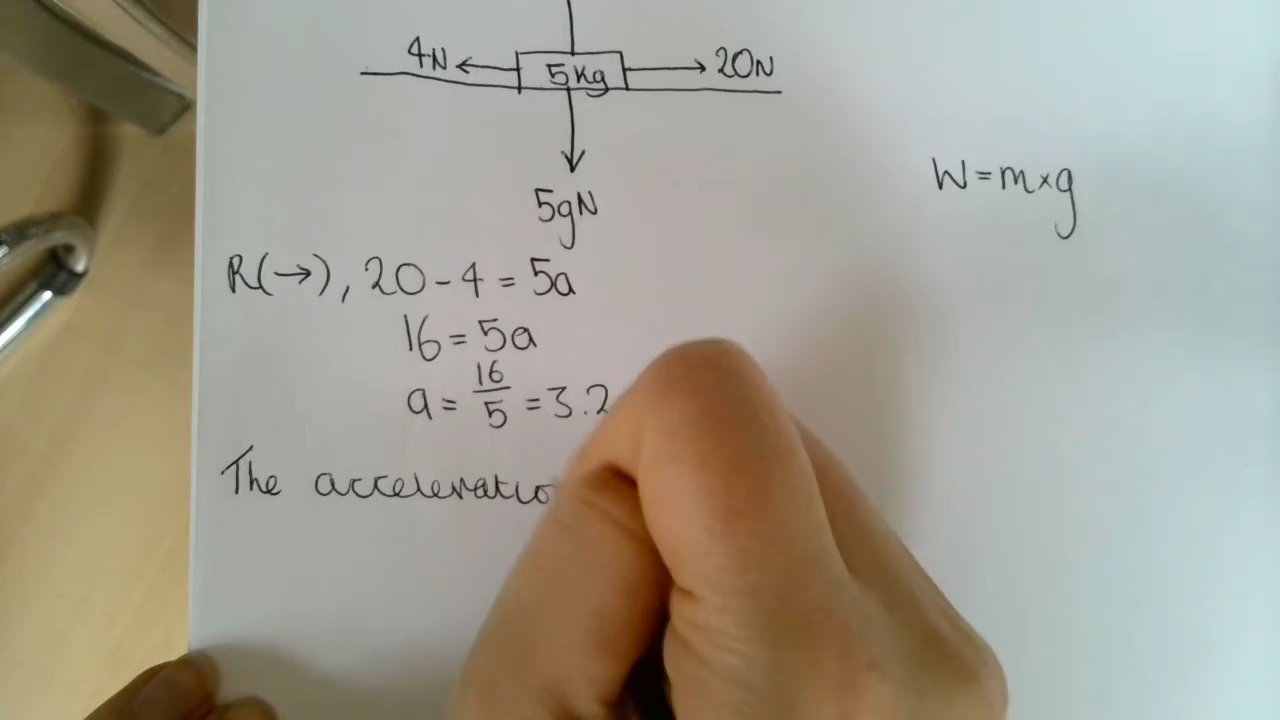 4N 5kg 20N
5gN
W=m×g
R(→), 20-4=5a
16=5a
a=16/5=3.2
The acceleratio